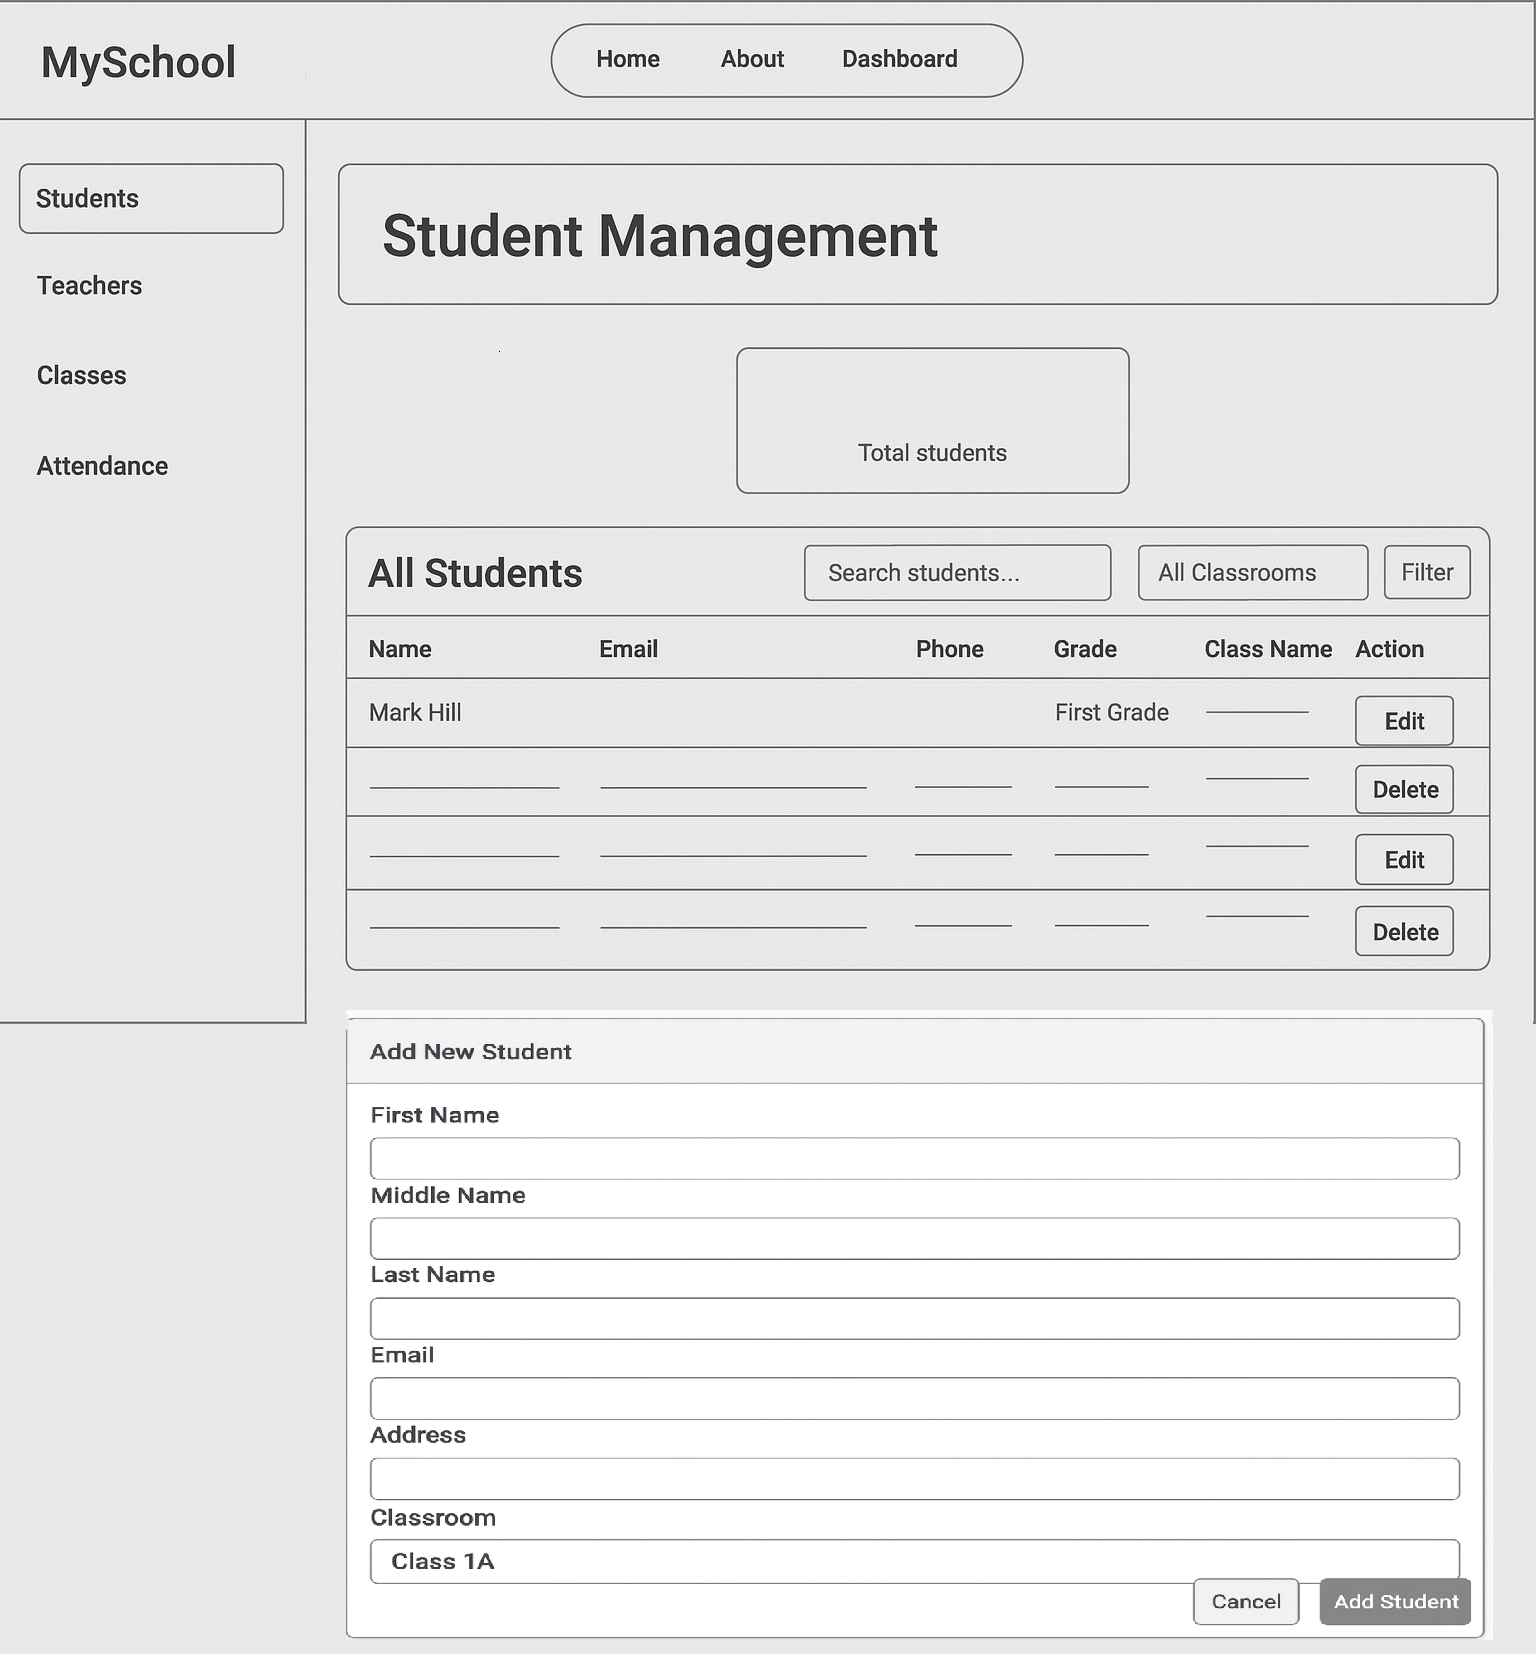 MySchool
Home About Dashboard
Students
Teachers
Classes
Attendance
Student Management
Total students
All Students Search students... All Classrooms Filter
Name Email Phone Grade Class Name Action
Mark Hill First Grade Edit
Delete
Edit
Delete
Add New Student
First Name
Middle Name
Last Name
Email
Address
Classroom
Class 1A
Cancel Add Student